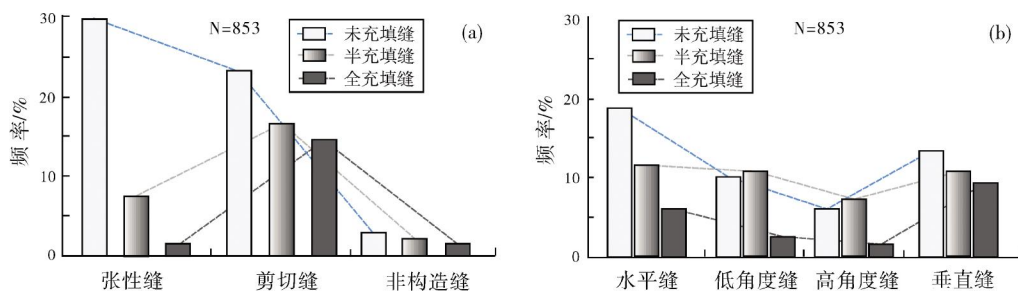 30
20
10
0
频 率/%
N=853
(a)
未充填缝
半充填缝
全充填缝
张性缝
剪切缝
非构造缝
30
20
10
0
频 率/%
N=853
(b)
未充填缝
半充填缝
全充填缝
水平缝
低角度缝
高角度缝
垂直缝